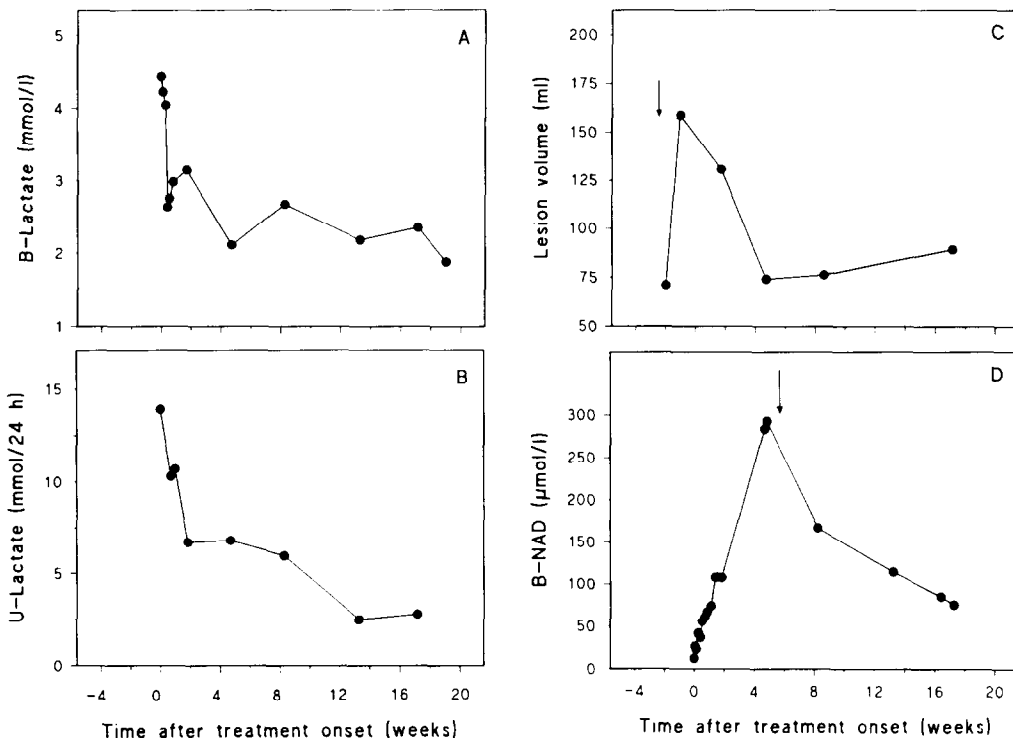 A
B-Lactate (mmol/l)
5
4
3
2
1
C
Lesion volume (ml)
200
175
150
125
100
75
50
B
U-Lactate (mmol/24 h)
15
10
5
0
-4 0 4 8 12 16 20
Time after treatment onset (weeks)
D
B-NAD (µmol/l)
300
250
200
150
100
50
0
-4 0 4 8 12 16 20
Time after treatment onset (weeks)